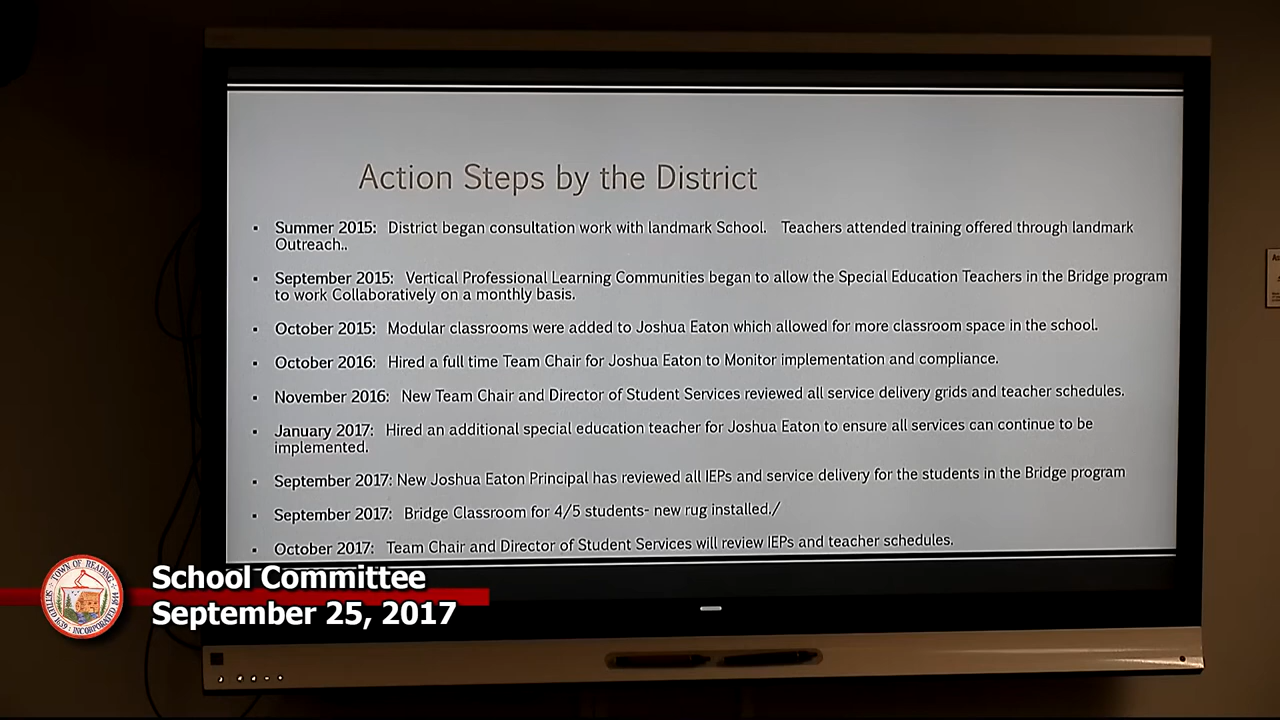 Action Steps by the District
▪ Summer 2015: District began consultation work with landmark School. Teachers attended training offered through landmark
Outreach..
▪ September 2015: Vertical Professional Learning Communities began to allow the Special Education Teachers in the Bridge program
to work Collaboratively on a monthly basis.
▪ October 2015: Modular classrooms were added to Joshua Eaton which allowed for more classroom space in the school.
▪ October 2016: Hired a full time Team Chair for Joshua Eaton to Monitor implementation and compliance.
▪ November 2016: New Team Chair and Director of Student Services reviewed all service delivery grids and teacher schedules.
▪ January 2017: Hired an additional special education teacher for Joshua Eaton to ensure all services can continue to be
implemented.
▪ September 2017: New Joshua Eaton Principal has reviewed all IEPs and service delivery for the students in the Bridge program
▪ September 2017: Bridge Classroom for 4/5 students- new rug installed./
▪ October 2017: Team Chair and Director of Student Services will review IEPs and teacher schedules.
TOWN OF READING
SETTLED 1639
INCORPORATED 1644
School Committee
September 25, 2017